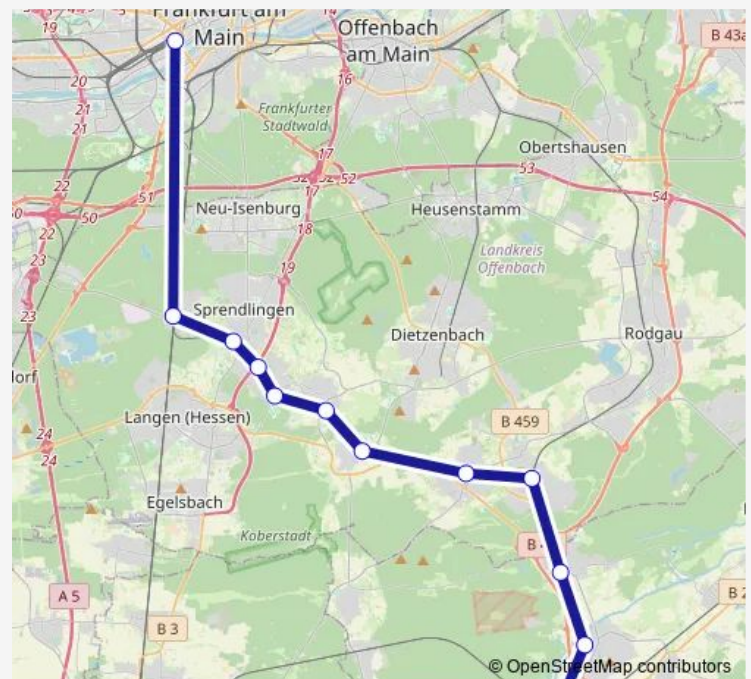 Frankfurt am
Main
Offenbach
am Main
B 43a
19
14
16
20
21
21
Frankfurter
Stadtwald
17
52
17
52
Obertshausen
53
54
22
51
50
50
22
Neu-Isenburg
18
Heusenstamm
Landkreis
Offenbach
23
23
19
Sprendlingen
Dietzenbach
Rodgau
dorf
Langen (Hessen)
B 459
24
24
Egelsbach
Koberstadt
B
A 5
B 3
B 2
© OpenStreetMap contributors